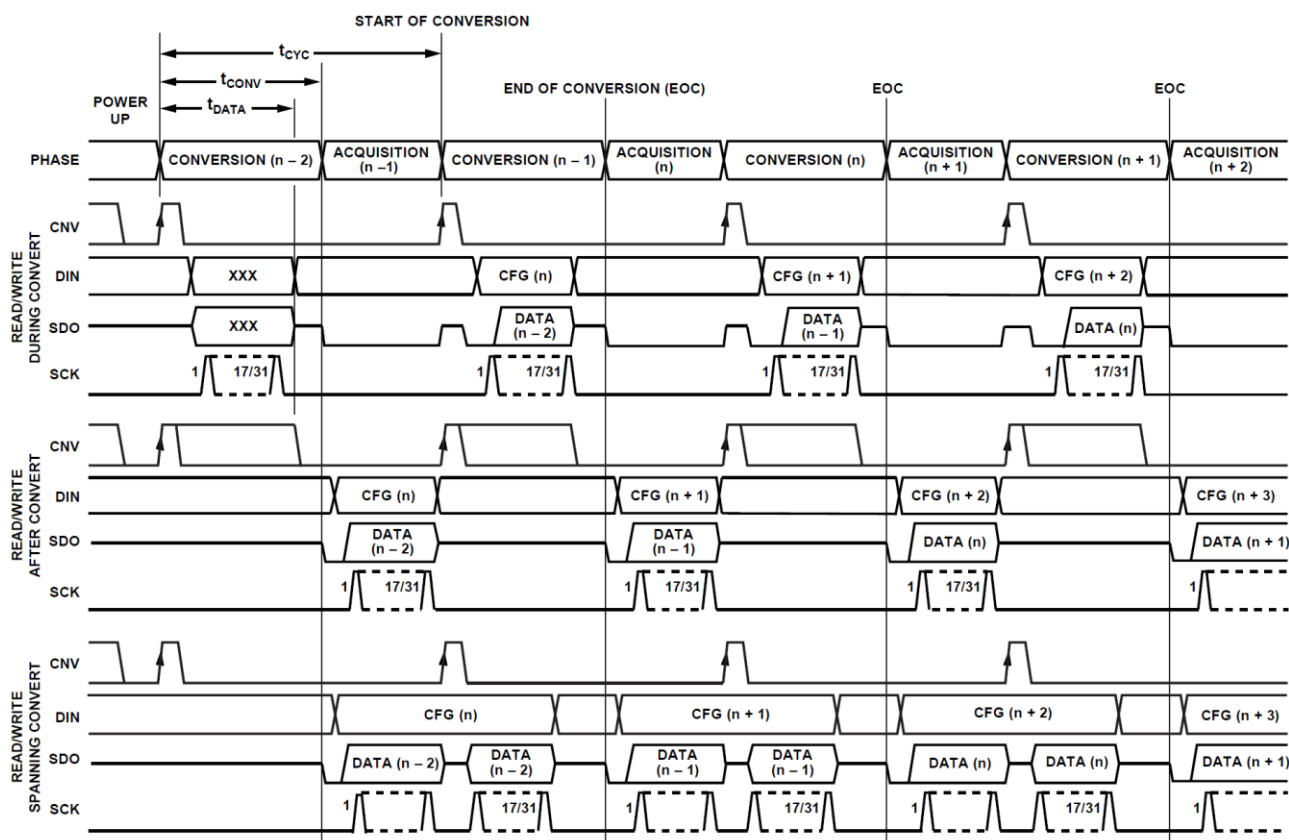 START OF CONVERSION
tCYC
tCONV
tDATA
POWER
UP
END OF CONVERSION (EOC)
EOC
EOC
PHASE
CONVERSION (n – 2)
ACQUISITION
(n –1)
CONVERSION (n – 1)
ACQUISITION
(n)
CONVERSION (n)
ACQUISITION
(n + 1)
CONVERSION (n + 1)
ACQUISITION
(n + 2)
READ/WRITE
DURING CONVERT
CNV
DIN
XXX
CFG (n)
CFG (n + 1)
CFG (n + 2)
SDO
XXX
DATA
(n – 2)
DATA
(n – 1)
DATA (n)
SCK
1
17/31
1
17/31
1
17/31
1
17/31
READ/WRITE
AFTER CONVERT
CNV
DIN
CFG (n)
CFG (n + 1)
CFG (n + 2)
CFG (n + 3)
SDO
DATA
(n – 2)
DATA
(n – 1)
DATA (n)
DATA (n + 1)
SCK
1
17/31
1
17/31
1
17/31
1
READ/WRITE
SPANNING CONVERT
CNV
DIN
CFG (n)
CFG (n + 1)
CFG (n + 2)
CFG (n + 3)
SDO
DATA (n – 2)
DATA
(n – 2)
DATA
(n – 1)
DATA
(n – 1)
DATA (n)
DATA (n)
DATA (n + 1)
SCK
1
17/31
1
17/31
1
17/31
1